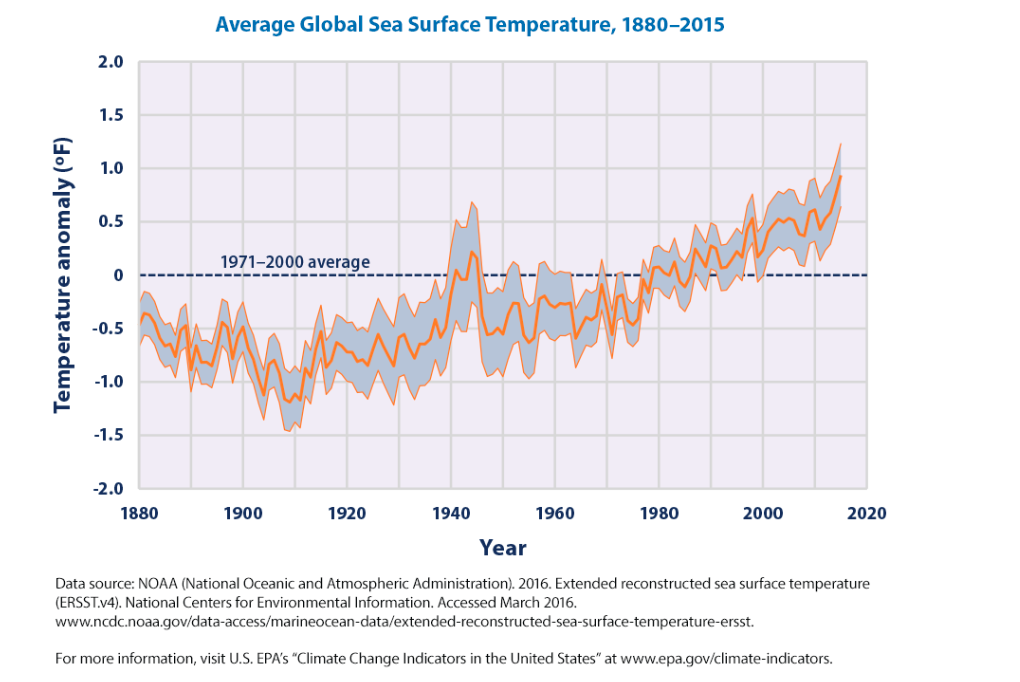 Average Global Sea Surface Temperature, 1880–2015
2.0
1.5
1.0
0.5
0
-0.5
-1.0
-1.5
-2.0
Temperature anomaly (ºF)
1971–2000 average
1880 1900 1920 1940 1960 1980 2000 2020
Year
Data source: NOAA (National Oceanic and Atmospheric Administration). 2016. Extended reconstructed sea surface temperature
(ERSST.v4). National Centers for Environmental Information. Accessed March 2016.
www.ncdc.noaa.gov/data-access/marineocean-data/extended-reconstructed-sea-surface-temperature-ersst.
For more information, visit U.S. EPA’s “Climate Change Indicators in the United States” at www.epa.gov/climate-indicators.